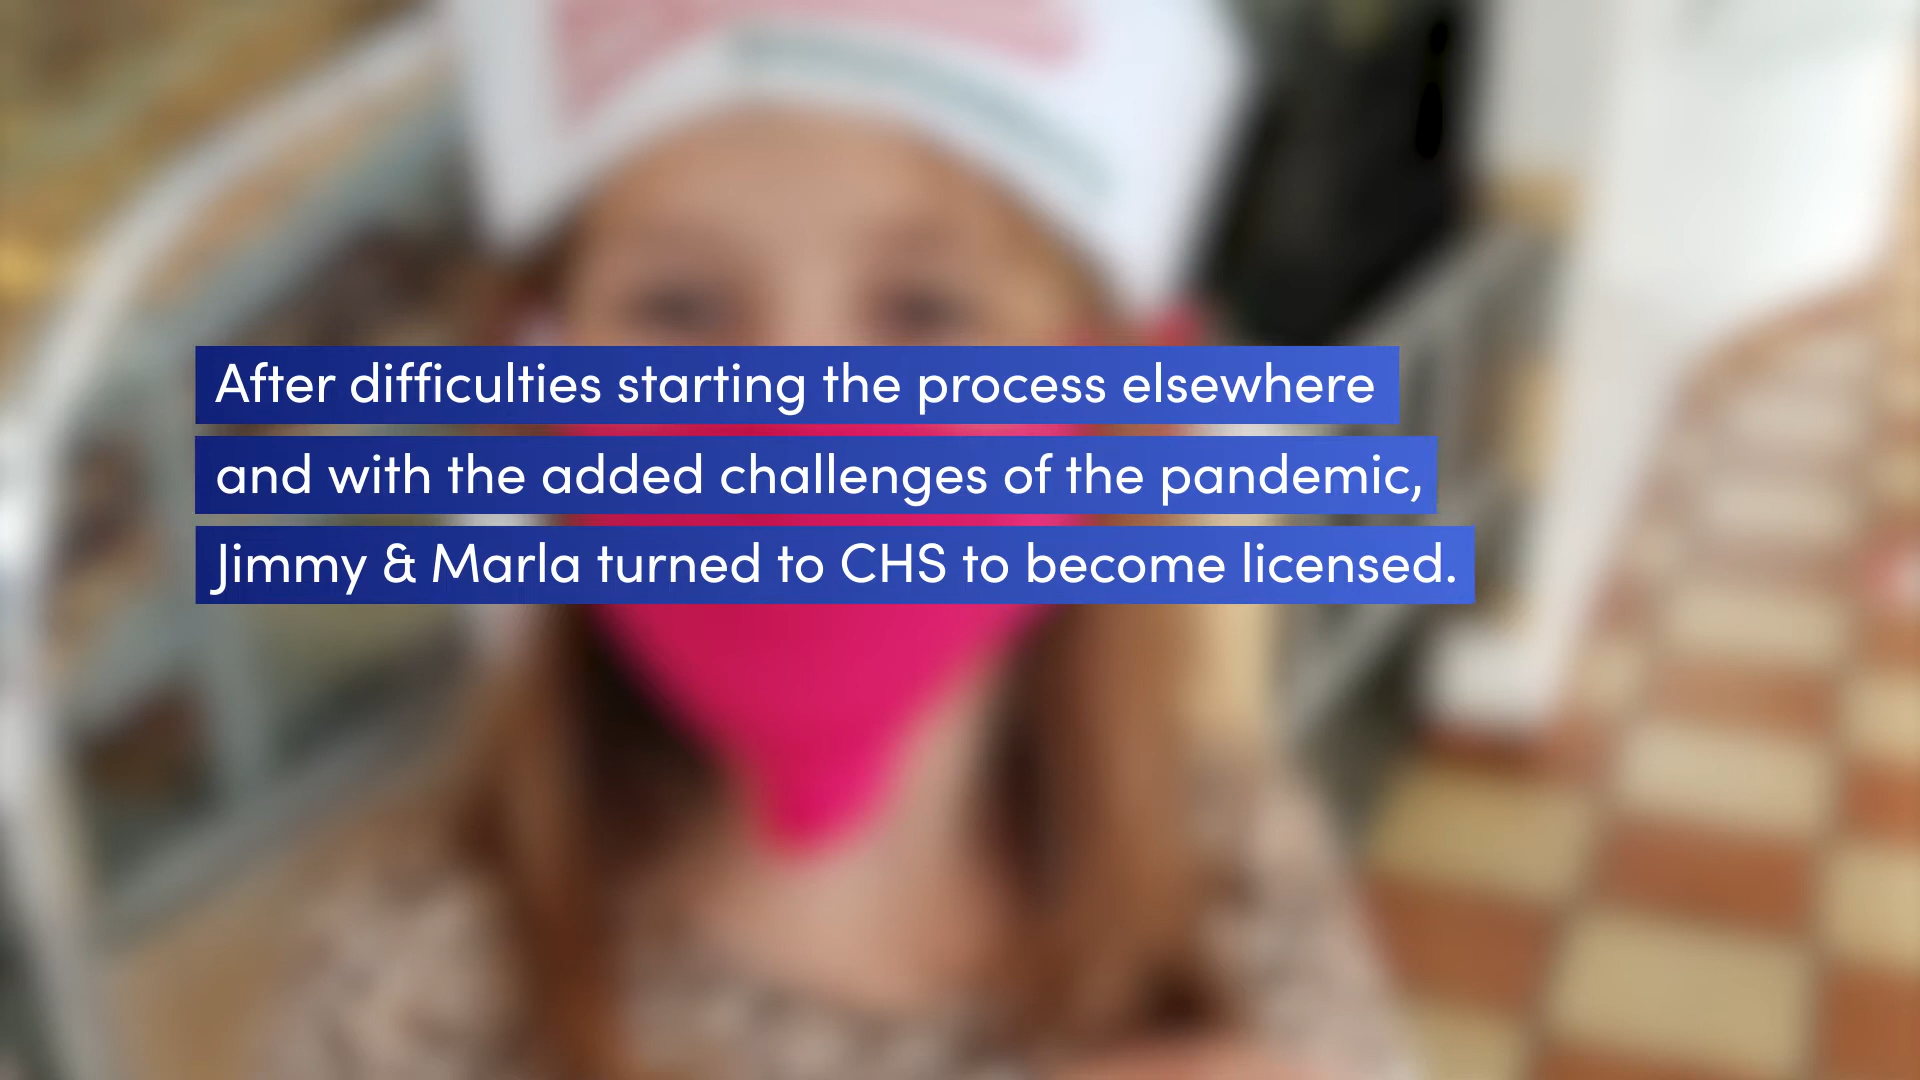 After difficulties starting the process elsewhere
and with the added challenges of the pandemic,
Jimmy & Marla turned to CHS to become licensed.